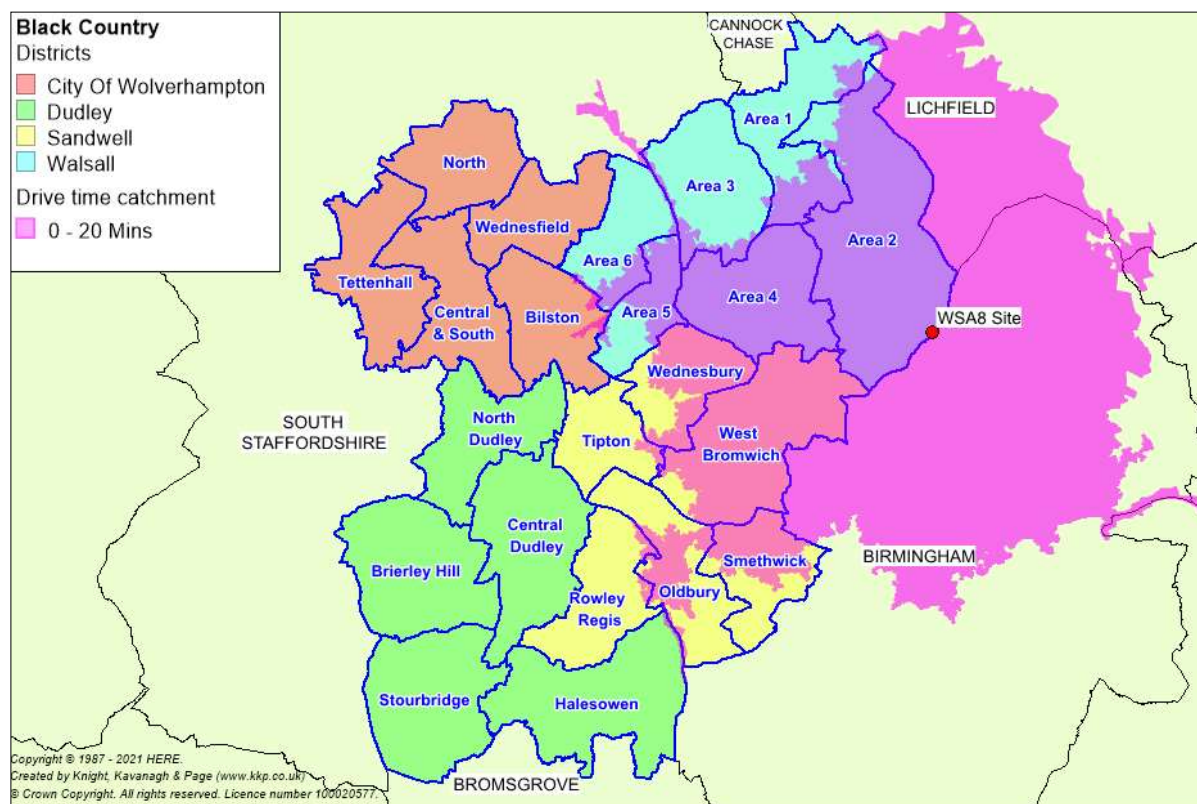 Black Country
Districts
City Of Wolverhampton
Dudley
Sandwell
Walsall
Drive time catchment
0 - 20 Mins
CANNOCK
CHASE
LICHFIELD
Area 1
North
Area 3
Wednesfield
Area 2
Area 6
Tettenhall
Area 4
Central
& South
Bilston
Area 5
WSA8 Site
Wednesbury
SOUTH
STAFFORDSHIRE
North
Dudley
Tipton
West
Bromwich
Central
Dudley
BIRMINGHAM
Smethwick
Brierley Hill
Oldbury
Rowley
Regis
Stourbridge
Halesowen
Copyright © 1987 - 2021 HERE.
Created by Knight, Kavanagh & Page (www.kkp.co.uk)
© Crown Copyright. All rights reserved. Licence number 100020577.
BROMSGROVE